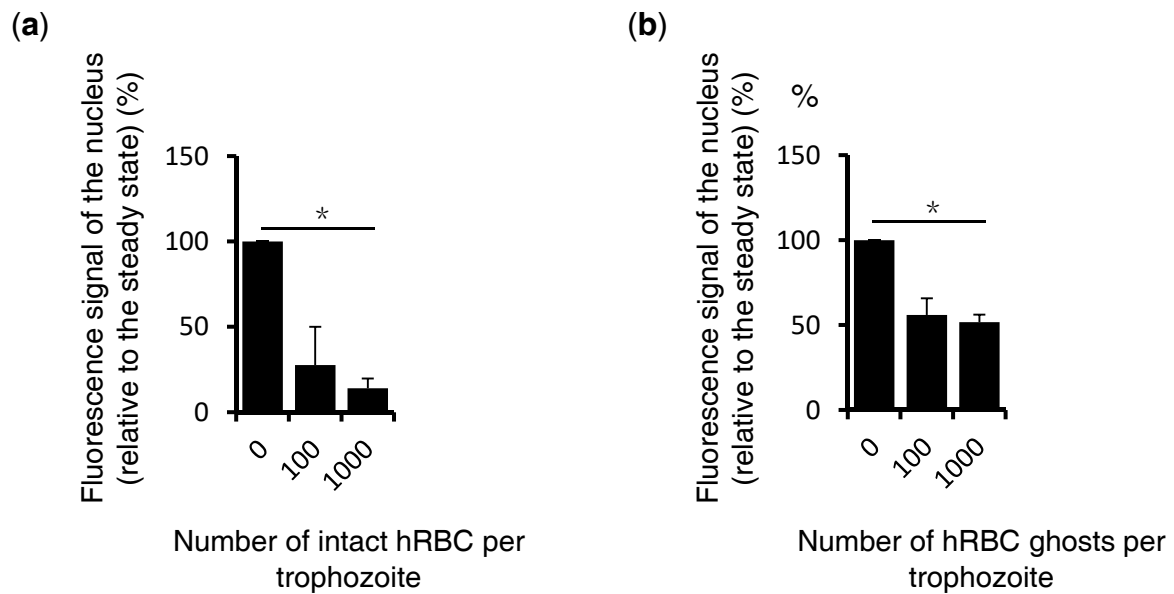 (a)
Fluorescence signal of the nucleus
(relative to the steady state) (%)
150
100
50
0
*
0
100
1000
Number of intact hRBC per
trophozoite
(b)
Fluorescence signal of the nucleus
(relative to the steady state) (%)
%
150
100
50
0
*
0
100
1000
Number of hRBC ghosts per
trophozoite